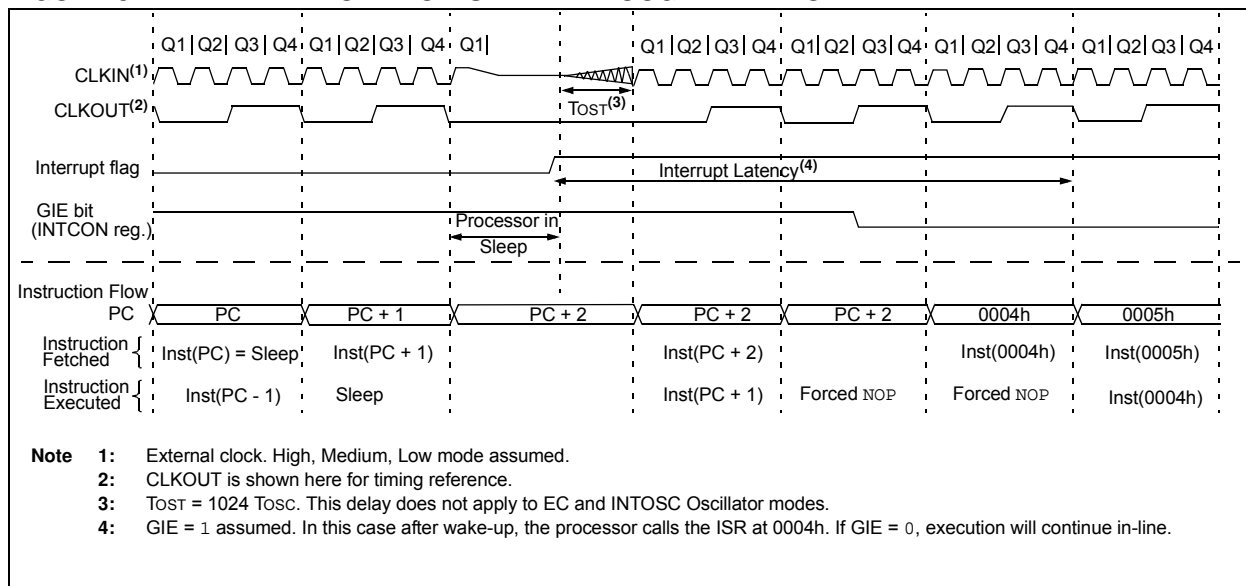 Q1 Q2 Q3 Q4 Q1 Q2 Q3 Q4 Q1 Q1 Q2 Q3 Q4 Q1 Q2 Q3 Q4 Q1 Q2 Q3 Q4 Q1 Q2 Q3 Q4
CLKIN(1)
CLKOUT(2)
TOST(3)
Interrupt flag
Interrupt Latency(4)
GIE bit
(INTCON reg.)
Processor in
Sleep
Instruction Flow
PC PC PC + 1 PC + 2 PC + 2 PC + 2 0004h 0005h
Instruction
Fetched
Inst(PC) = Sleep Inst(PC + 1) Inst(PC + 2) Inst(0004h) Inst(0005h)
Instruction
Executed
Inst(PC - 1) Sleep Inst(PC + 1) Forced NOP Forced NOP Inst(0004h)
Note 1: External clock. High, Medium, Low mode assumed.
2: CLKOUT is shown here for timing reference.
3: TOST = 1024 TOSC. This delay does not apply to EC and INTOSC Oscillator modes.
4: GIE = 1 assumed. In this case after wake-up, the processor calls the ISR at 0004h. If GIE = 0, execution will continue in-line.